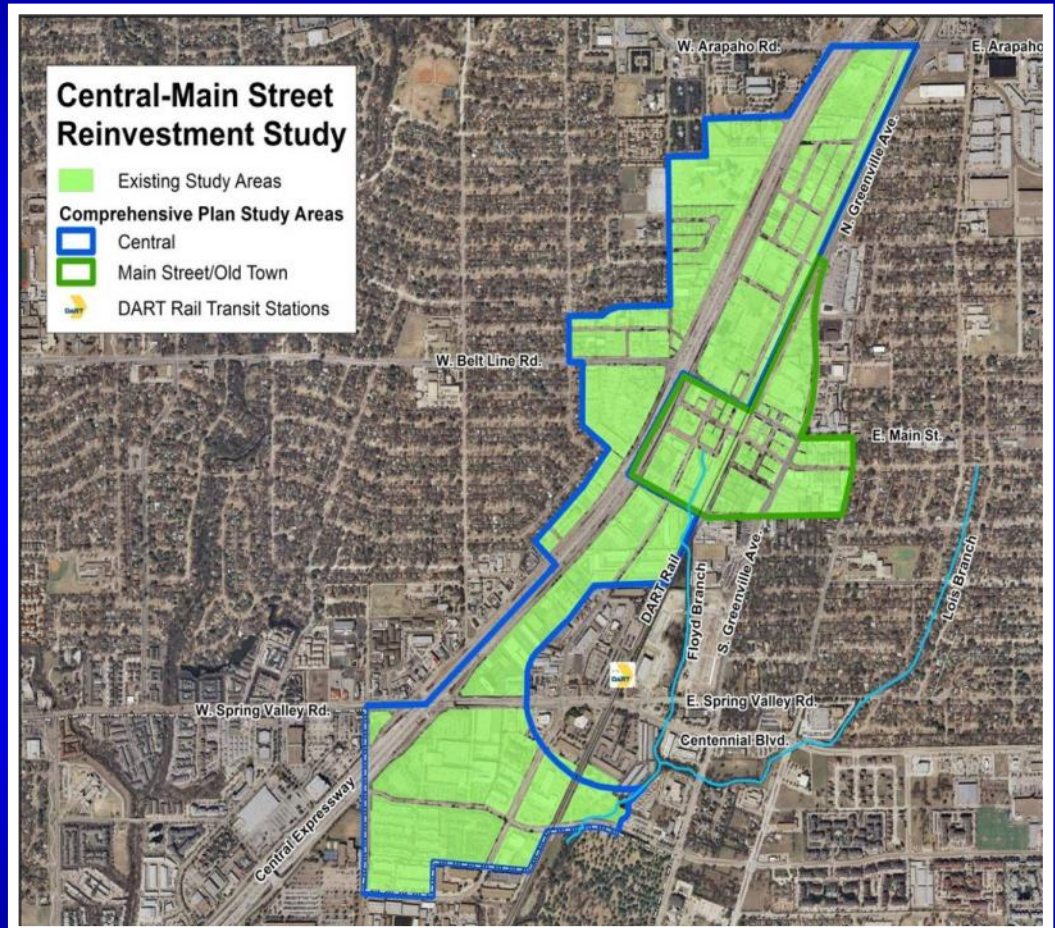 W. Arapaho Rd.
E. Arapaho
Central-Main Street
Reinvestment Study
Existing Study Areas
Comprehensive Plan Study Areas
Central
Main Street/Old Town
DART
DART Rail Transit Stations
N. Greenville Ave.
W. Belt Line Rd.
E. Main St.
DART Rail
Floyd Branch
S. Greenville Ave.
Lois Branch
DART
W. Spring Valley Rd.
E. Spring Valley Rd.
Centennial Blvd.
Central Expressway